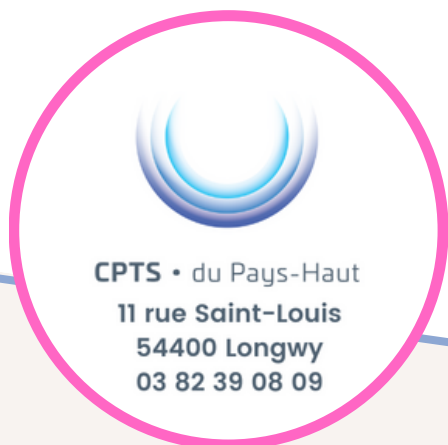 CPTS • du Pays-Haut
11 rue Saint-Louis
54400 Longwy
03 82 39 08 09